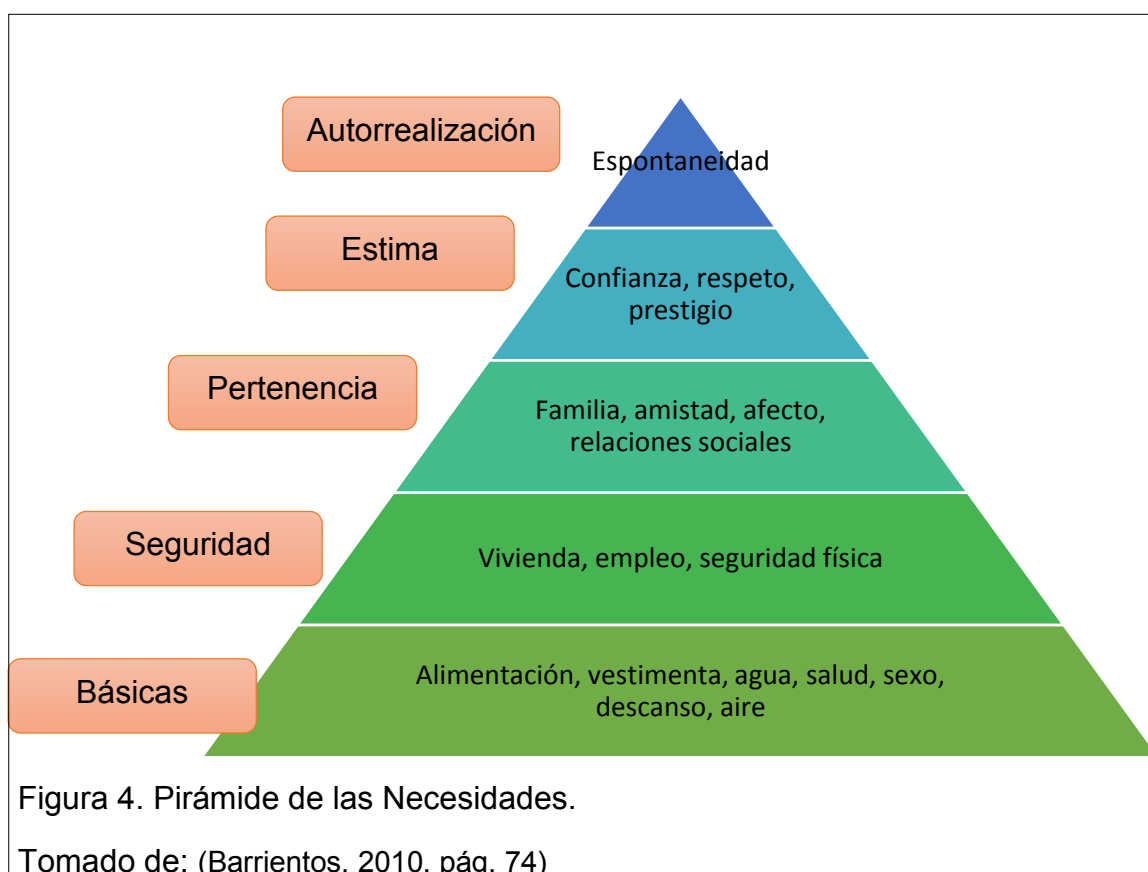 Autorrealización
Espontaneidad
Estima
Confianza, respeto,
prestigio
Pertenencia
Familia, amistad, afecto,
relaciones sociales
Seguridad
Vivienda, empleo, seguridad física
Básicas
Alimentación, vestimenta, agua, salud, sexo,
descanso, aire
Figura 4. Pirámide de las Necesidades.
Tomado de: (Barrientos, 2010, pág. 74)